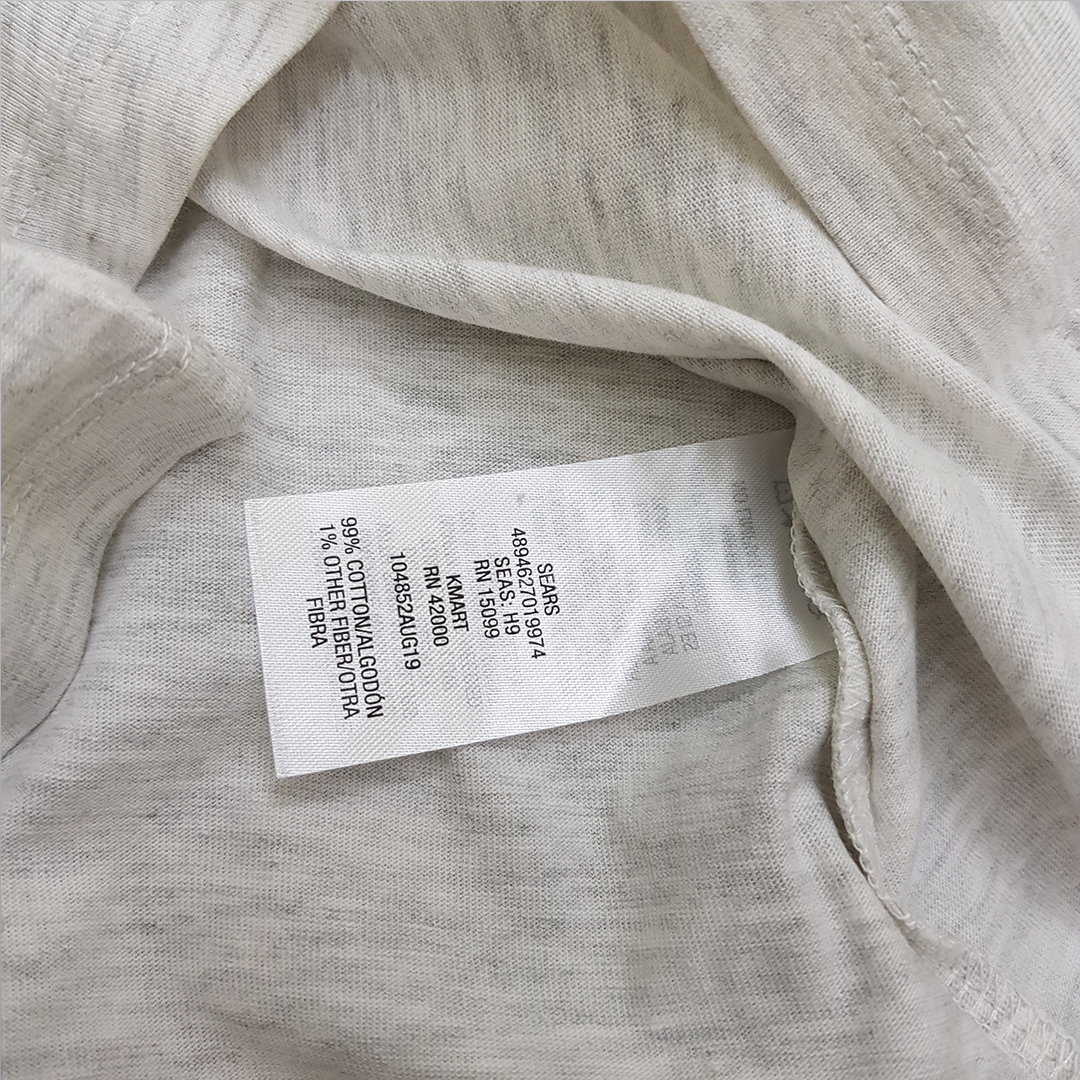 SEARS
4894627019974
SEAS: H9
RN 15099
KMART
RN 42000
104852AUG19
99% COTTON/ALGODÓN
1% OTHER FIBER/OTRA
FIBRA